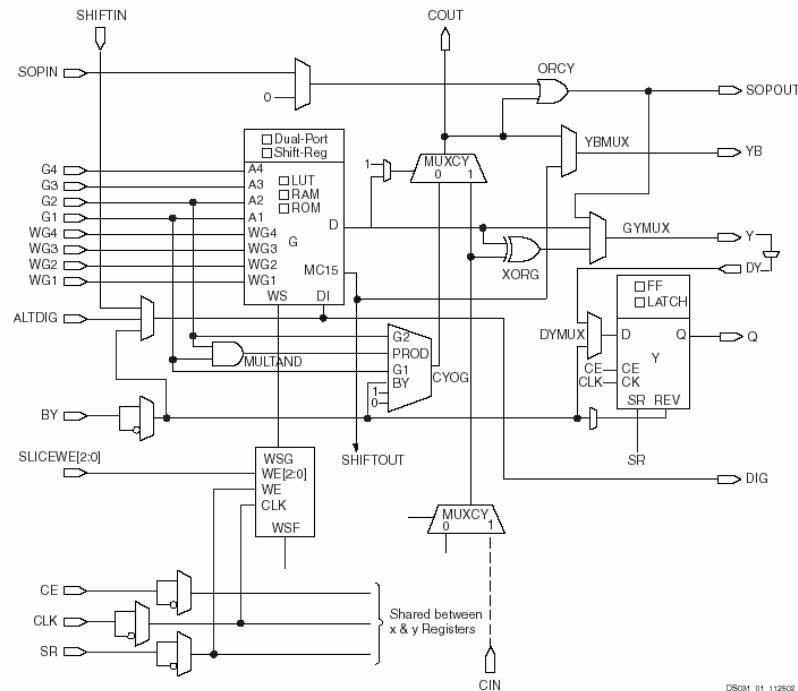 SHIFTIN
COUT
SOPIN
ORCY
SOPOUT
0
Dual-Port
Shift-Reg
YBMUX
YB
G4
A4
1
MUXCY
0 1
G3
A3
LUT
G2
A2
RAM
G1
A1
ROM
D
GYMUX
Y
WG4
WG4
G
WG3
WG3
XORG
DY
WG2
WG2
MC15
WG1
WG1
FF
LATCH
WS
DI
ALTDIG
DYMUX
D
Q
Q
G2
PROD
MULTAND
G1
CYOG
Y
BY
CE
CE
CLK
CK
1
0
SR REV
BY
SHIFTOUT
SR
SLICEWE[2:0]
WSG
WE[2:0]
WE
CLK
WSF
DIG
MUXCY
0 1
CE
CLK
Shared between
x & y Registers
SR
CIN
DS031_01_112502